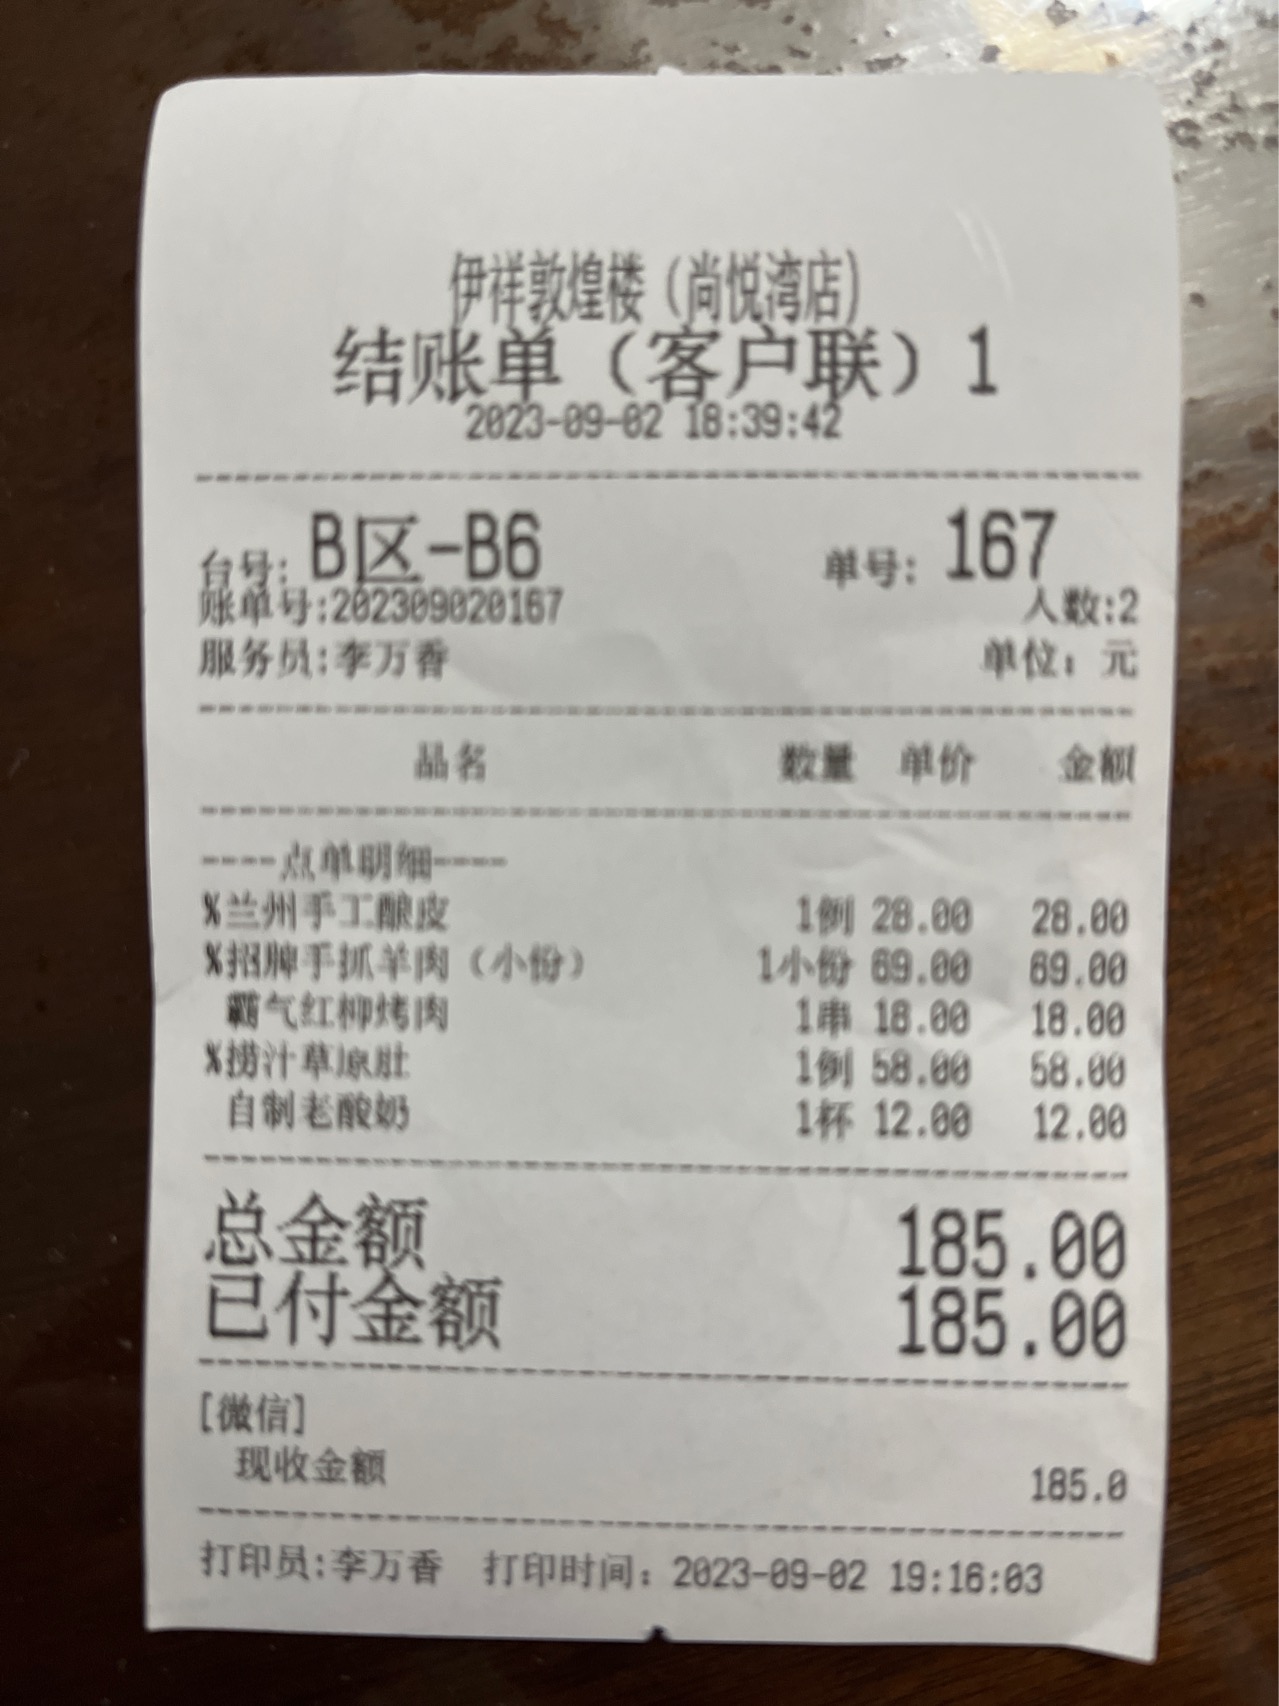 伊祥敦煌楼（尚悦湾店）
结账单（客户联）1
2023-09-02 18:39:42
台号: B区-B6 单号: 167
账单号:202309020167 人数:2
服务员:李万香 单位：元
品名 数量 单价 金额
----点单明细----
%兰州手工酿皮 1例 28.00 28.00
%招牌手抓羊肉（小份） 1小份 69.00 69.00
霸气红柳烤肉 1串 18.00 18.00
%捞汁草原肚 1例 58.00 58.00
自制老酸奶 1杯 12.00 12.00
总金额 185.00
已付金额 185.00
[微信]
现收金额 185.0
打印员:李万香 打印时间：2023-09-02 19:16:03